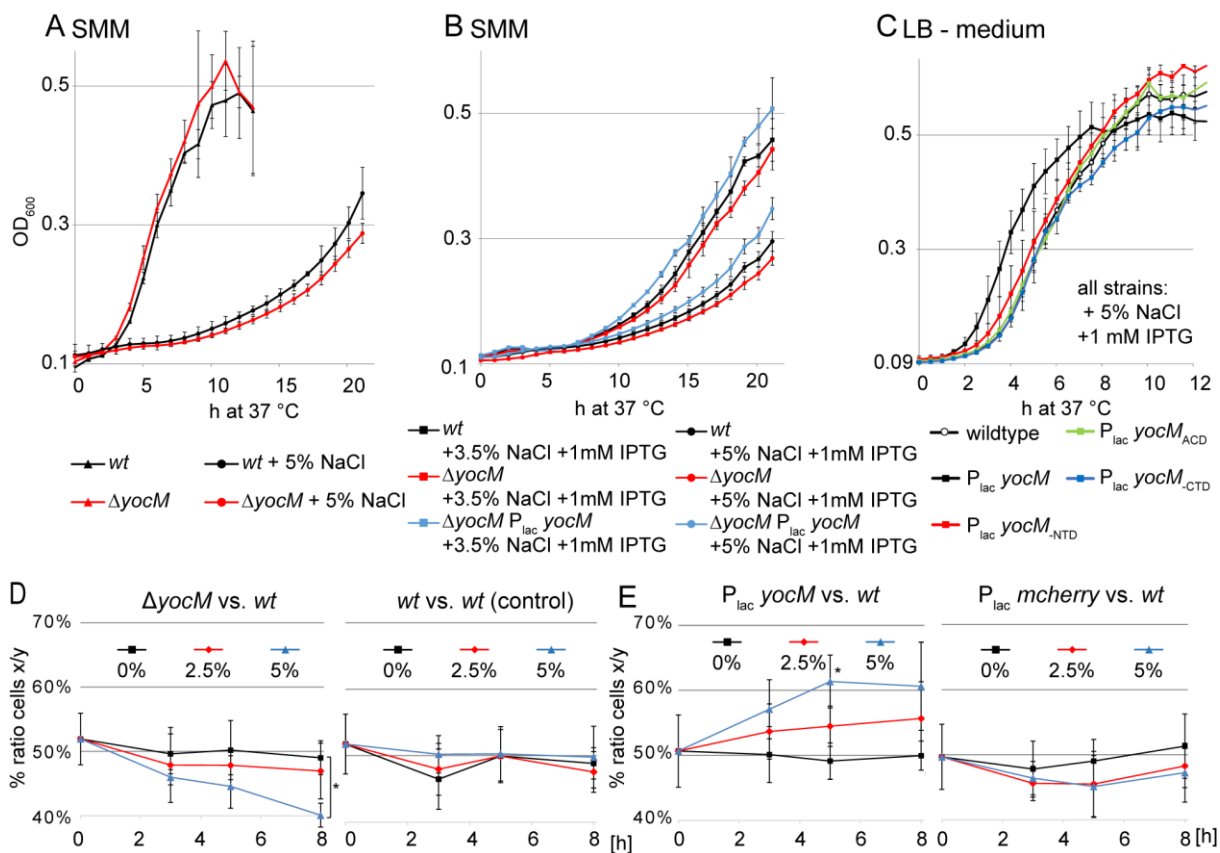 A SMM
0.5
0.3
0.1
OD600
0 5 10 15 20
h at 37 °C
wt
wt + 5% NaCl
ΔyocM
ΔyocM + 5% NaCl
B SMM
0.5
0.3
0.1
0 5 10 15 20
h at 37 °C
wt
+3.5% NaCl +1mM IPTG
ΔyocM
+3.5% NaCl +1mM IPTG
ΔyocM Plac yocM
+3.5% NaCl +1mM IPTG
wt
+5% NaCl +1mM IPTG
ΔyocM
+5% NaCl +1mM IPTG
ΔyocM Plac yocM
+5% NaCl +1mM IPTG
C LB - medium
0.5
0.3
0.09
all strains:
+ 5% NaCl
+1 mM IPTG
0 2 4 6 8 10 12
h at 37 °C
wildtype
Plac yocM
Plac yocM-NTD
Plac yocMACD
Plac yocM-CTD
D
ΔyocM vs. wt
wt vs. wt (control)
70%
60%
50%
40%
% ratio cells x/y
0% 2.5% 5%
*
0% 2.5% 5%
0 2 4 6 8
0 2 4 6 8 [h]
E
Plac yocM vs. wt
Plac mcherry vs. wt
70%
60%
50%
40%
% ratio cells x/y
0% 2.5% 5%
*
0% 2.5% 5%
0 2 4 6 8
0 2 4 6 8 [h]